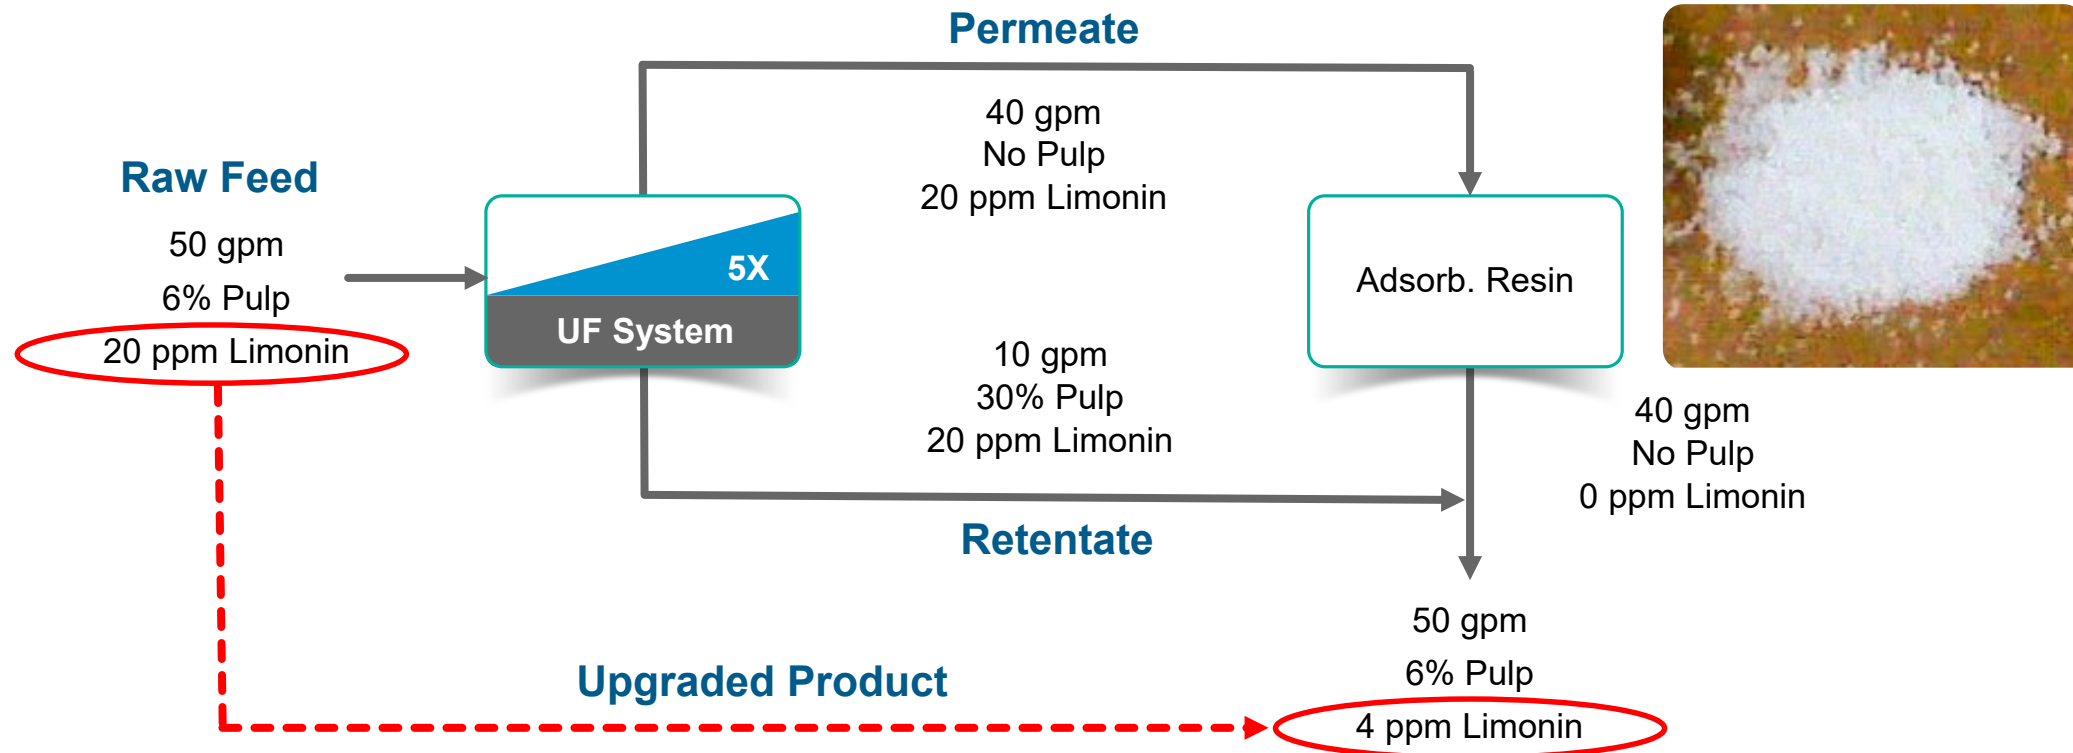 Permeate
40 gpm
No Pulp
20 ppm Limonin
Raw Feed
50 gpm
6% Pulp
20 ppm Limonin
5X
UF System
Adsorb. Resin
10 gpm
30% Pulp
20 ppm Limonin
Retentate
40 gpm
No Pulp
0 ppm Limonin
50 gpm
6% Pulp
4 ppm Limonin
Upgraded Product